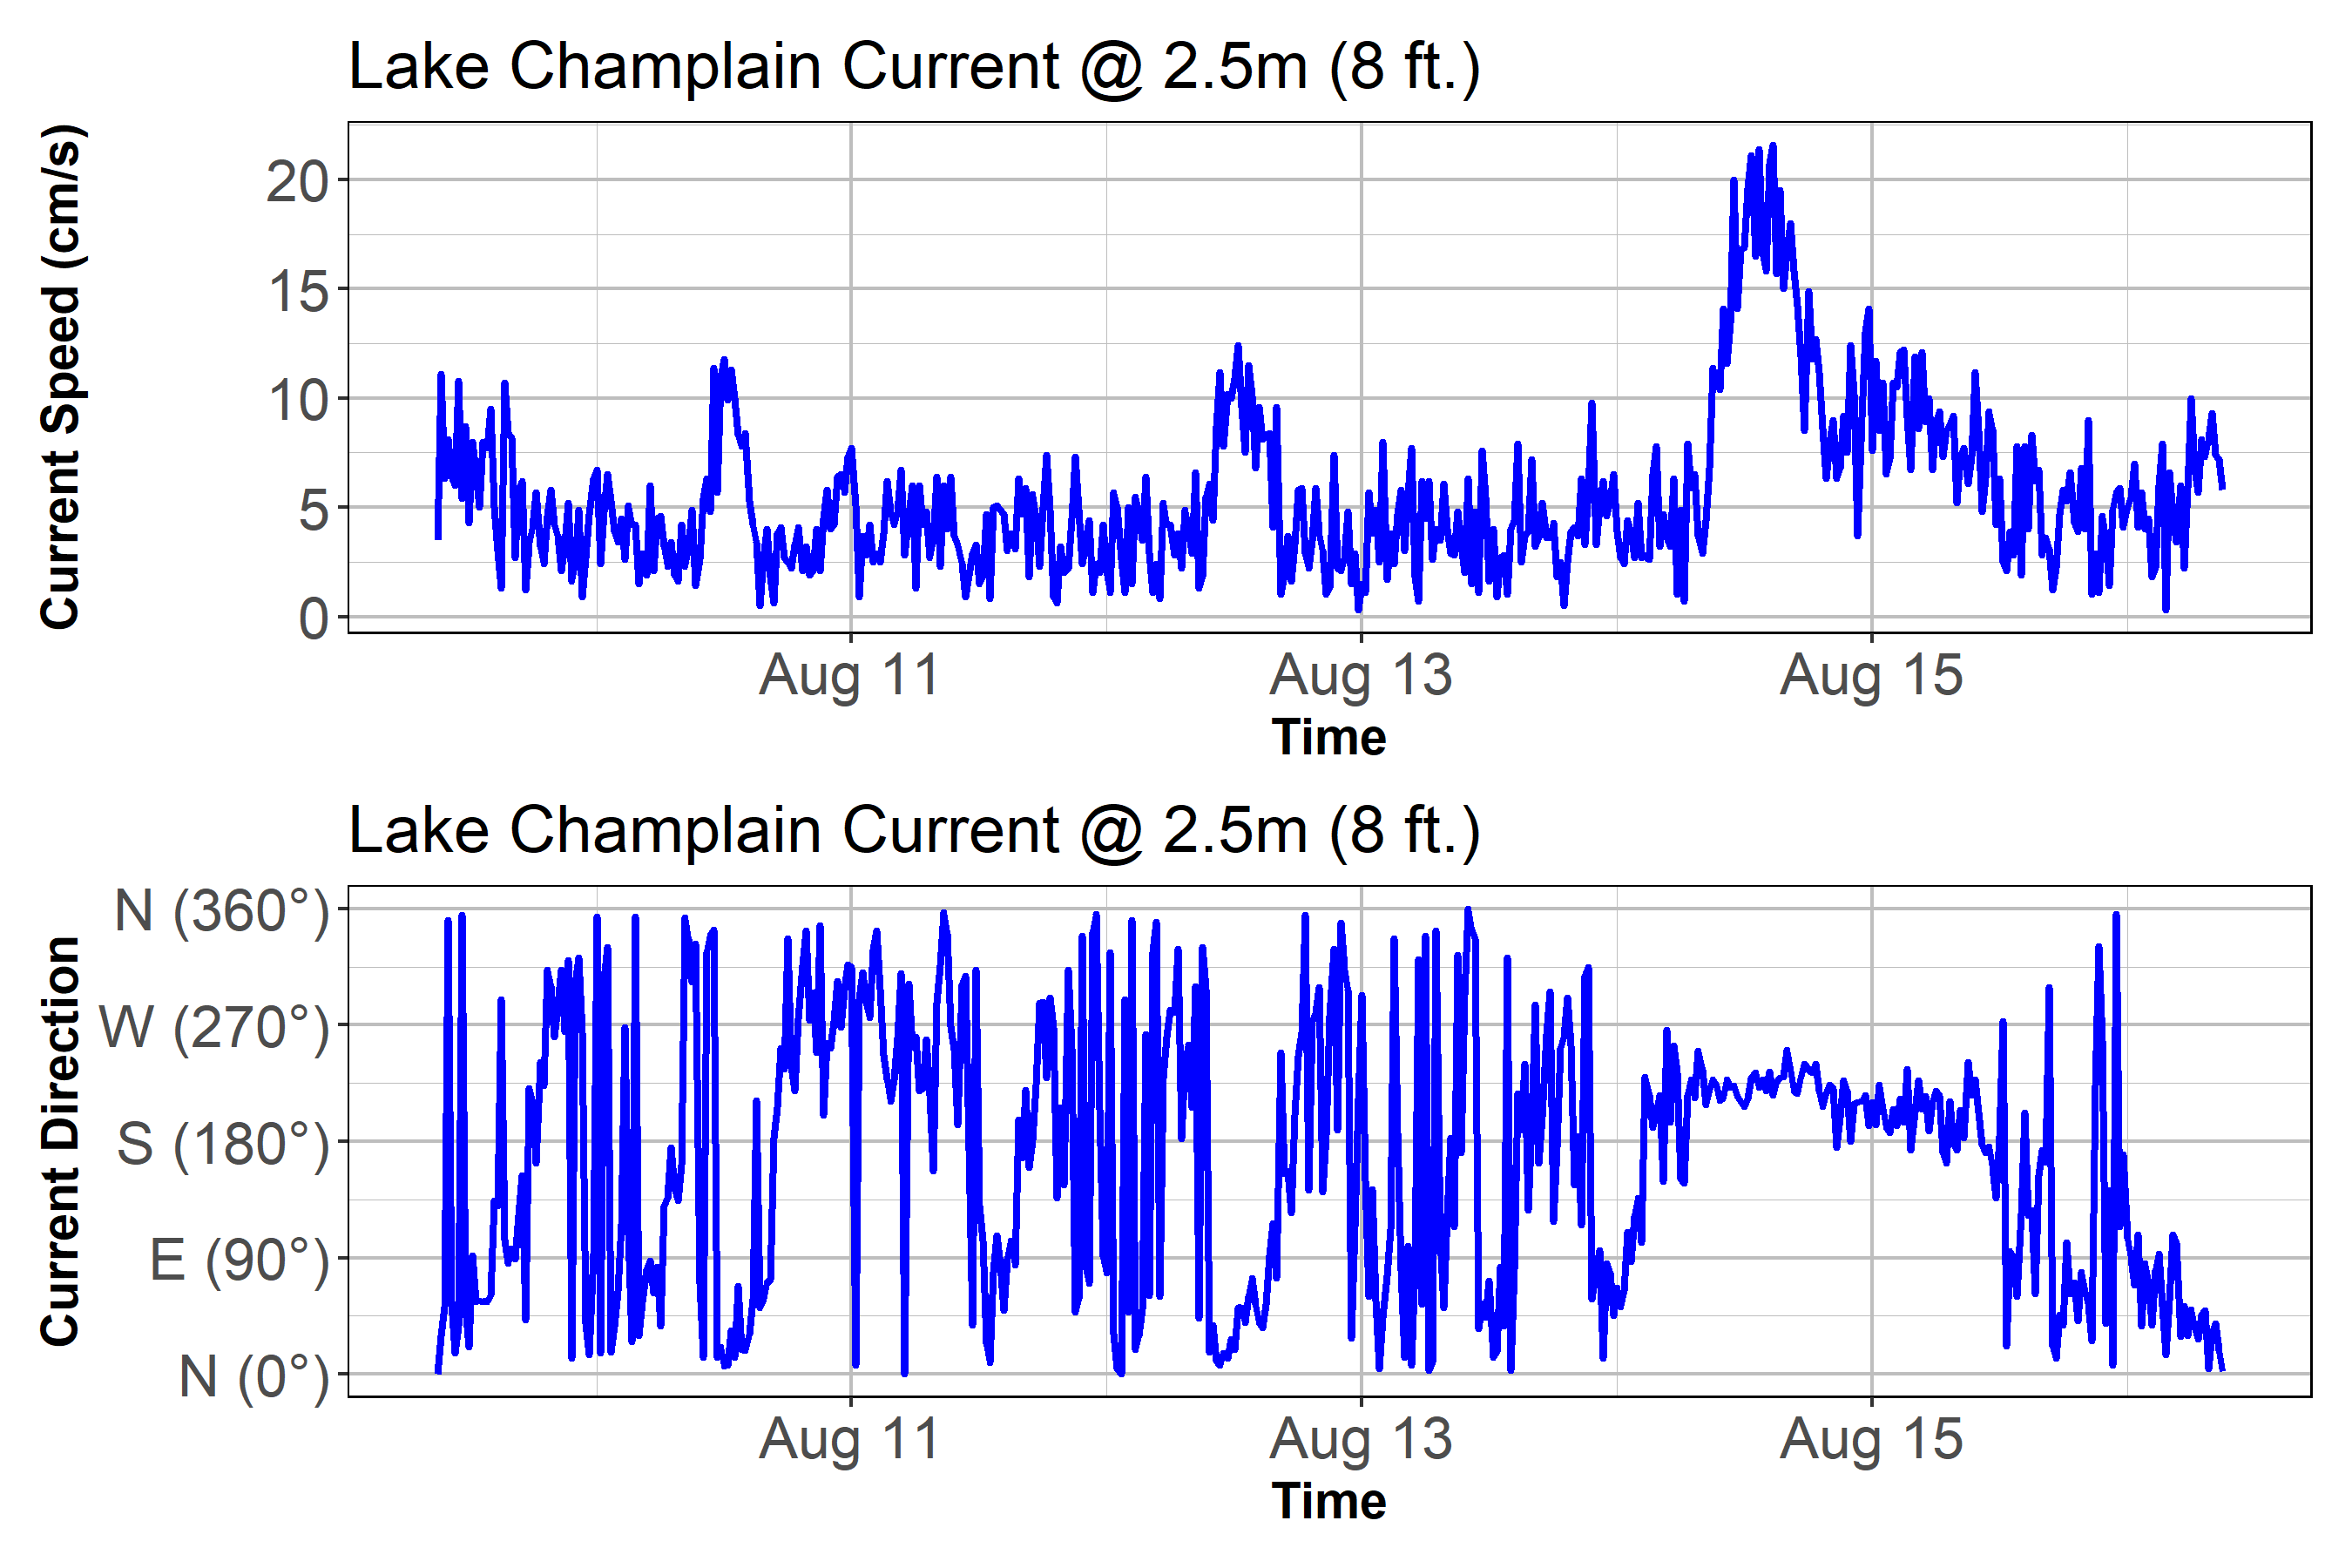 Lake Champlain Current @ 2.5m (8 ft.)
Current Speed (cm/s)
20
15
10
5
0
Aug 11 Aug 13 Aug 15
Time
Lake Champlain Current @ 2.5m (8 ft.)
Current Direction
N (360°)
W (270°)
S (180°)
E (90°)
N (0°)
Aug 11 Aug 13 Aug 15
Time